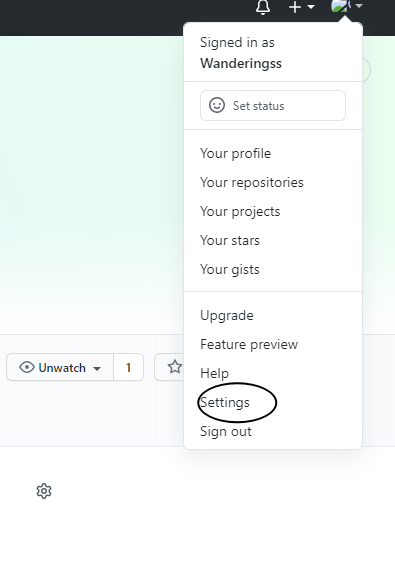 Signed in as
Wanderingss
Set status
Your profile
Your repositories
Your projects
Your stars
Your gists
Upgrade
Feature preview
Unwatch 1
Help
Settings
Sign out